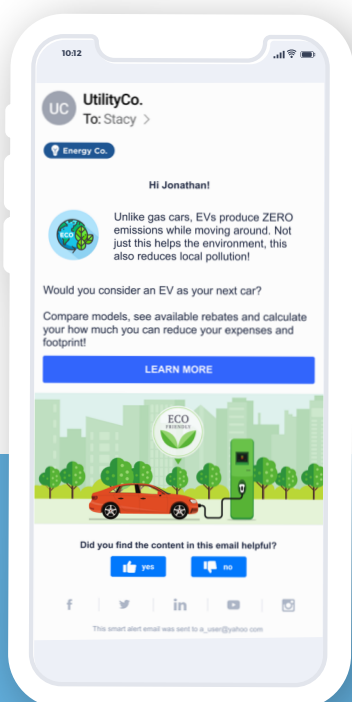 10:12
UC
UtilityCo.
To: Stacy >
Energy Co.
Hi Jonathan!
ECO
Unlike gas cars, EVs produce ZERO
emissions while moving around. Not
just this helps the environment, this
also reduces local pollution!
Would you consider an EV as your next car?
Compare models, see available rebates and calculate
your how much you can reduce your expenses and
footprint!
LEARN MORE
ECO
FRIENDLY
Did you find the content in this email helpful?
yes
no
f
in
This smart alert email was sent to a_user@yahoo.com